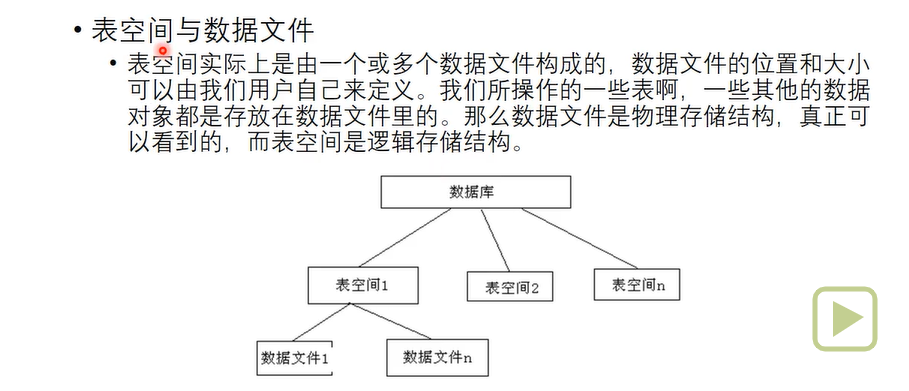 • 表空间与数据文件
• 表空间实际上是由一个或多个数据文件构成的，数据文件的位置和大小
可以由我们用户自己来定义。我们所操作的一些表啊，一些其他的数据
对象都是存放在数据文件里的。那么数据文件是物理存储结构，真正可
以看到的，而表空间是逻辑存储结构。
数据库
表空间1
表空间2
表空间n
数据文件1
数据文件n